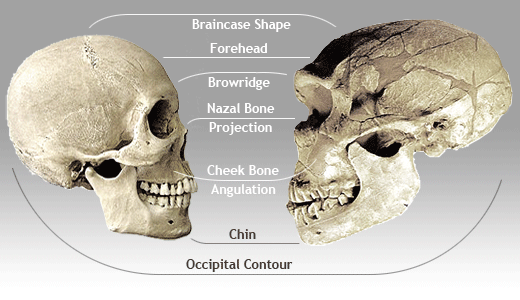 Braincase Shape
Forehead
Browridge
Nazal Bone
Projection
Cheek Bone
Angulation
Chin
Occipital Contour